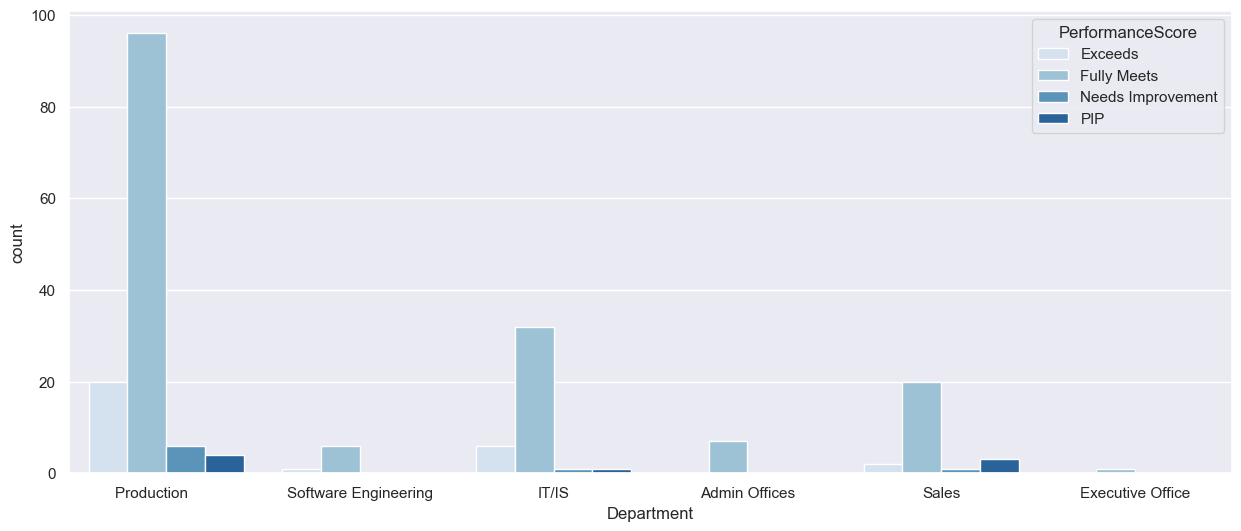 PerformanceScore
Exceeds
Fully Meets
Needs Improvement
PIP
100
80
60
40
20
0
count
Production
Software Engineering
IT/IS
Admin Offices
Sales
Executive Office
Department